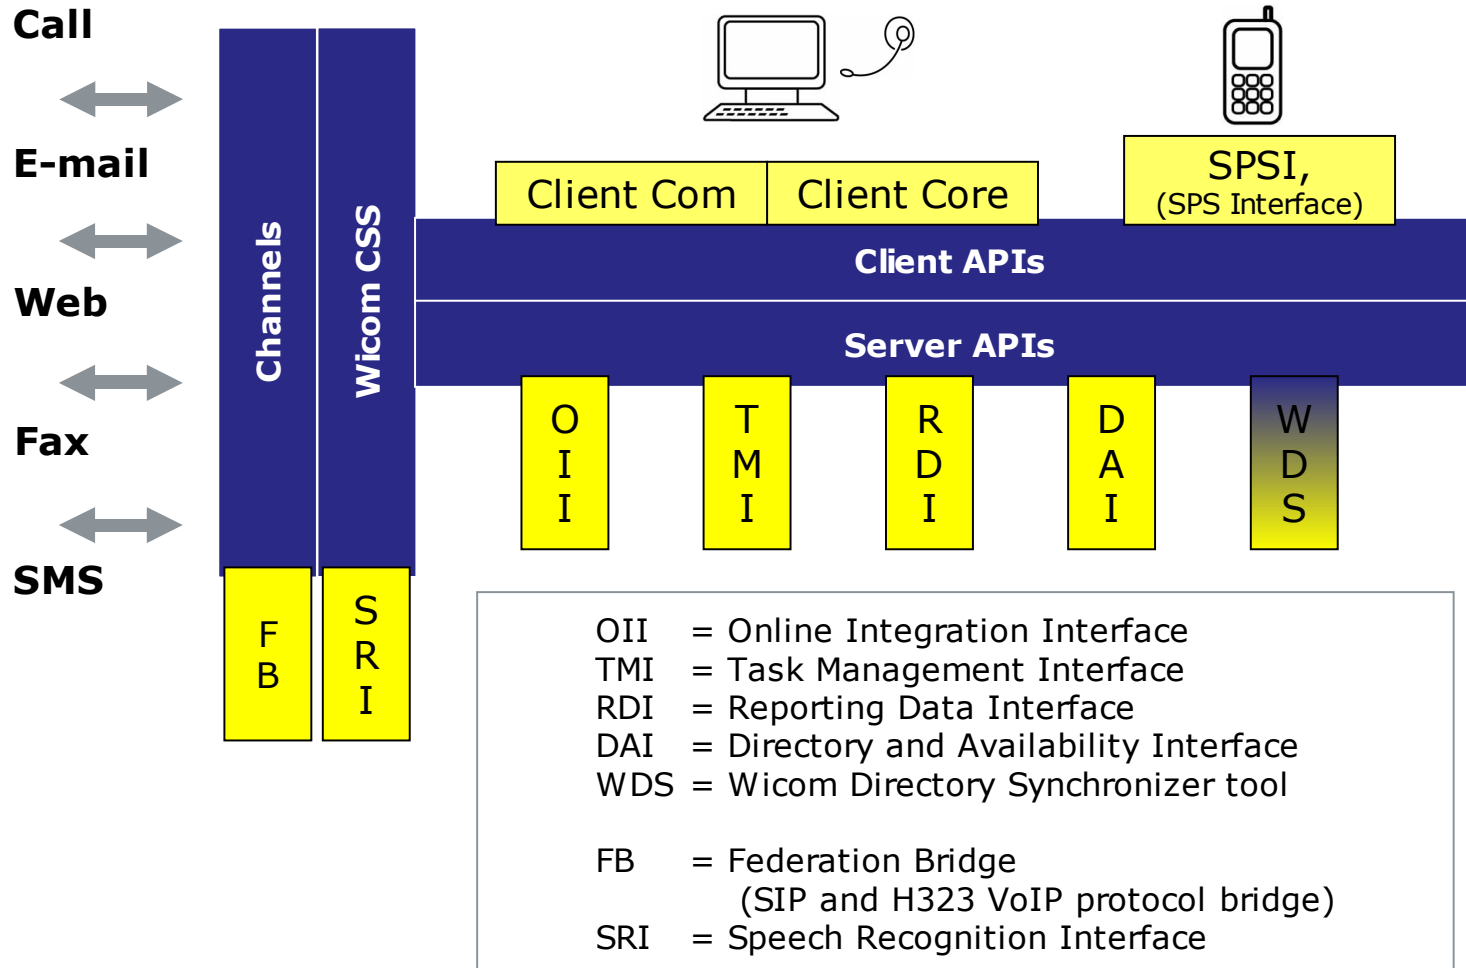 Call
E-mail
Web
Fax
SMS
Channels
Wicom CSS
Client Com
Client Core
SPSI,
(SPS Interface)
Client APIs
Server APIs
O
I
I
T
M
I
R
D
I
D
A
I
W
D
S
F
B
S
R
I
OII = Online Integration Interface
TMI = Task Management Interface
RDI = Reporting Data Interface
DAI = Directory and Availability Interface
WDS = Wicom Directory Synchronizer tool
FB = Federation Bridge
(SIP and H323 VoIP protocol bridge)
SRI = Speech Recognition Interface